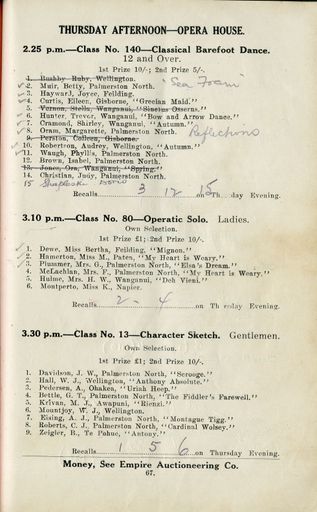 THURSDAY AFTERNOON—OPERA HOUSE.
2.25 p.m.—Class No. 140—Classical Barefoot Dance.
12 and Over.
1st Prize 10/-; 2nd Prize 5/-.
1. Bushby Ruby, Wellington.
2. Muir, Betty, Palmerston North. "Sea Foam"
3. Hayward, Joyce, Feilding.
4. Curtis, Eileen, Gisborne, "Grecian Maid."
5. Vernon, Stella, Wanganui,
6. Hunter, Trevor, Wanganui, "Bow and Arrow Dance."
7. Cramond, Shirley, Wanganui, "Autumn."
8. Oram, Margarette, Palmerston North. Reflections
9. Perston, Colleen, Gisborne.
10. Robertson, Audrey, Wellington, "Autumn."
11. Waugh, Phyllis, Palmerston North.
12. Brown, Isabel, Palmerston North.
13. Jones, Ora, Wanganui, "Spring."
14. Christian, Judy, Palmerston North.
15
Recalls 3 12 15 day Evening.
3.10 p.m.—Class No. 80—Operatic Solo. Ladies.
Own Selection.
1st Prize £1; 2nd Prize 10/-.
1. Dewe, Miss Bertha, Feilding, "Mignon."
2. Hamerton, Miss M., Patea, "My Heart is Weary."
3. Plummer, Mrs. G., Palmerston North, "Elsa's Dream."
4. McLachlan, Mrs. F., Palmerston North, "My Heart is Weary."
5. Hulme, Mrs. H. W., Wanganui, "Deh Vieni."
6. Montperto, Miss K., Napier.
Recalls 2 - 4 on Thursday Evening.
3.30 p.m.—Class No. 13—Character Sketch. Gentlemen.
Own Selection.
1st Prize £1; 2nd Prize 10/-.
1. Davidson, J. W., Palmerston North, "Scrooge."
2. Hall, W. J., Wellington, "Anthony Absolute."
3. Pedersen, A., Ohakea, "Uriah Heep."
4. Bettle, G. T., Palmerston North, "The Fiddler's Farewell."
5. Krivan, M. J., Awapuni, "Rienzi."
6. Mountjoy, W. J., Wellington.
7. Rising, A. J., Palmerston North, "Montague Tigg."
8. Roberts, C. J., Palmerston North, "Cardinal Wolsey."
9. Zeigler, B., Te Pahue, "Antony."
Recalls 1 5 6 on Thursday Evening.
Money, See Empire Auctioneering Co.
67.